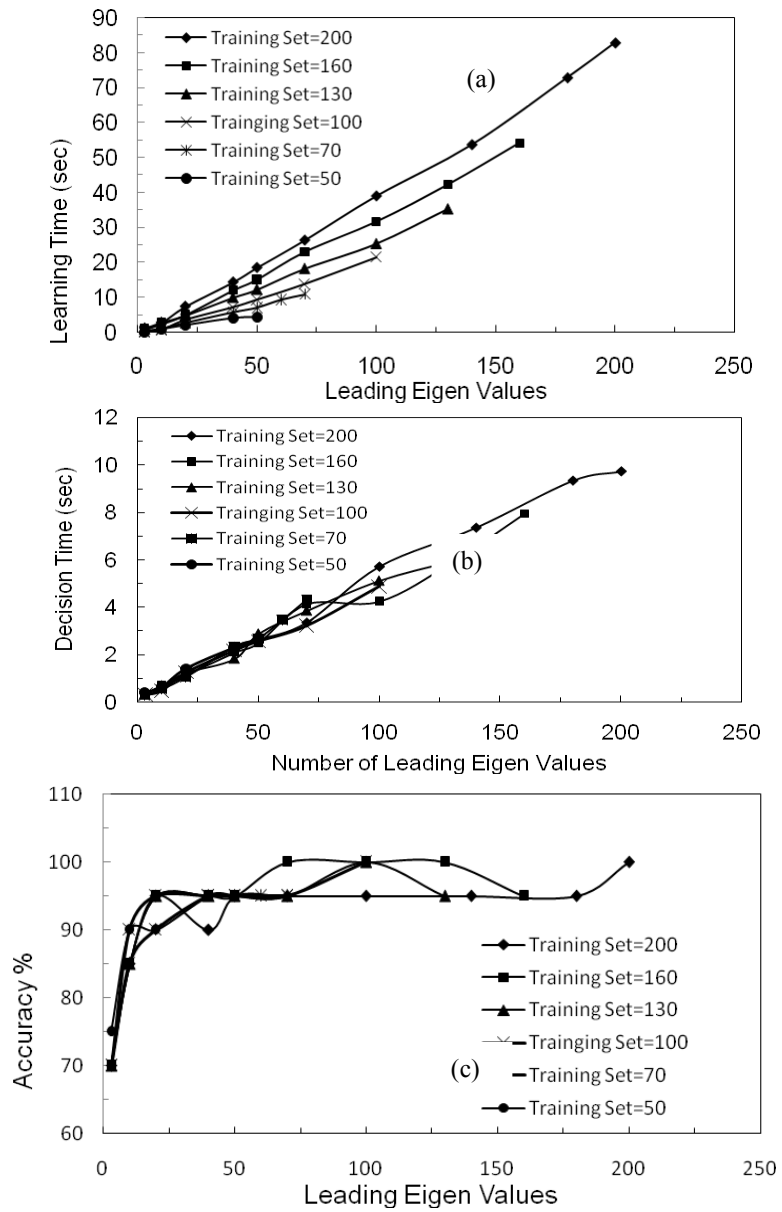 90
80
70
60
50
40
30
20
10
0
Learning Time (sec)
Training Set=200
Training Set=160
Training Set=130
Trainging Set=100
Training Set=70
Training Set=50
(a)
0 50 100 150 200 250
Leading Eigen Values
12
10
8
6
4
2
0
Decision Time (sec)
Training Set=200
Training Set=160
Training Set=130
Trainging Set=100
Training Set=70
Training Set=50
(b)
0 50 100 150 200 250
Number of Leading Eigen Values
110
100
90
80
70
60
Accuracy %
Training Set=200
Training Set=160
Training Set=130
Trainging Set=100
Training Set=70
Training Set=50
(c)
0 50 100 150 200 250
Leading Eigen Values